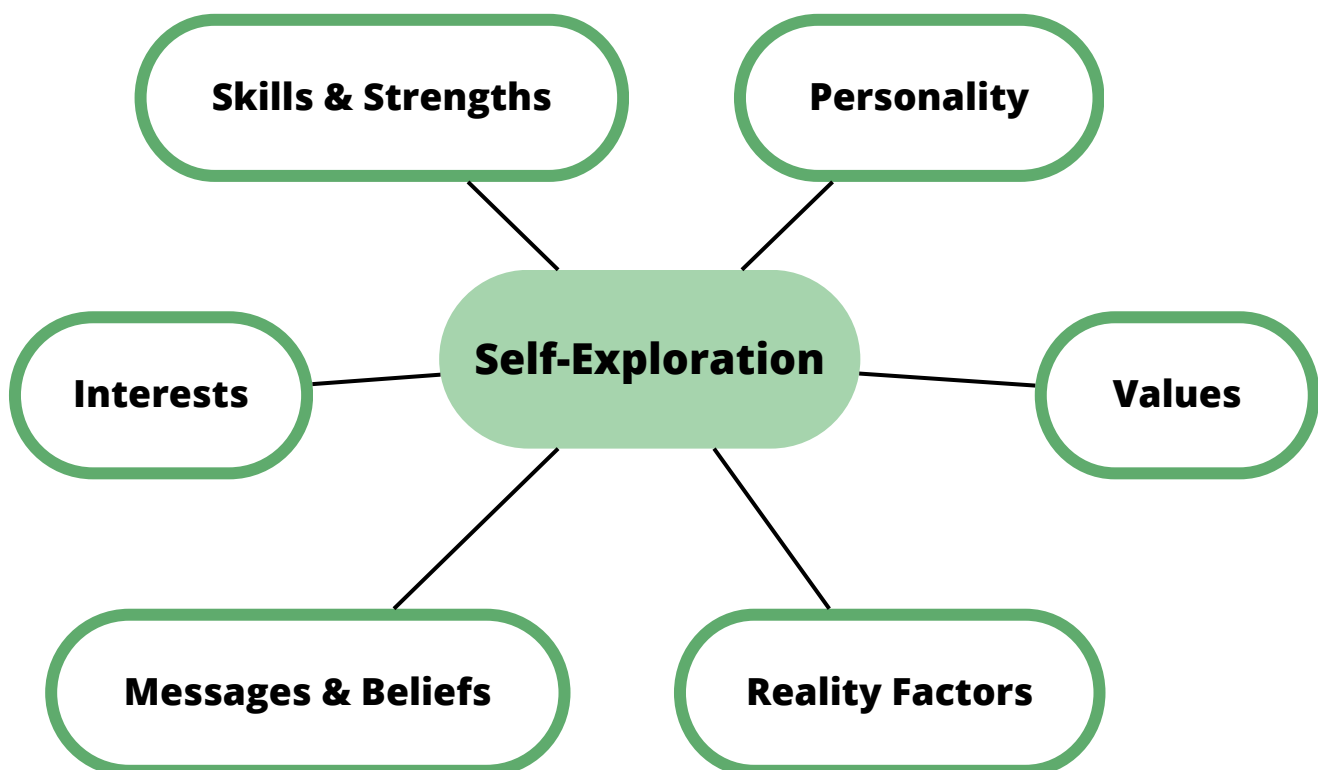 Skills & Strengths
Personality
Self-Exploration
Interests
Values
Messages & Beliefs
Reality Factors